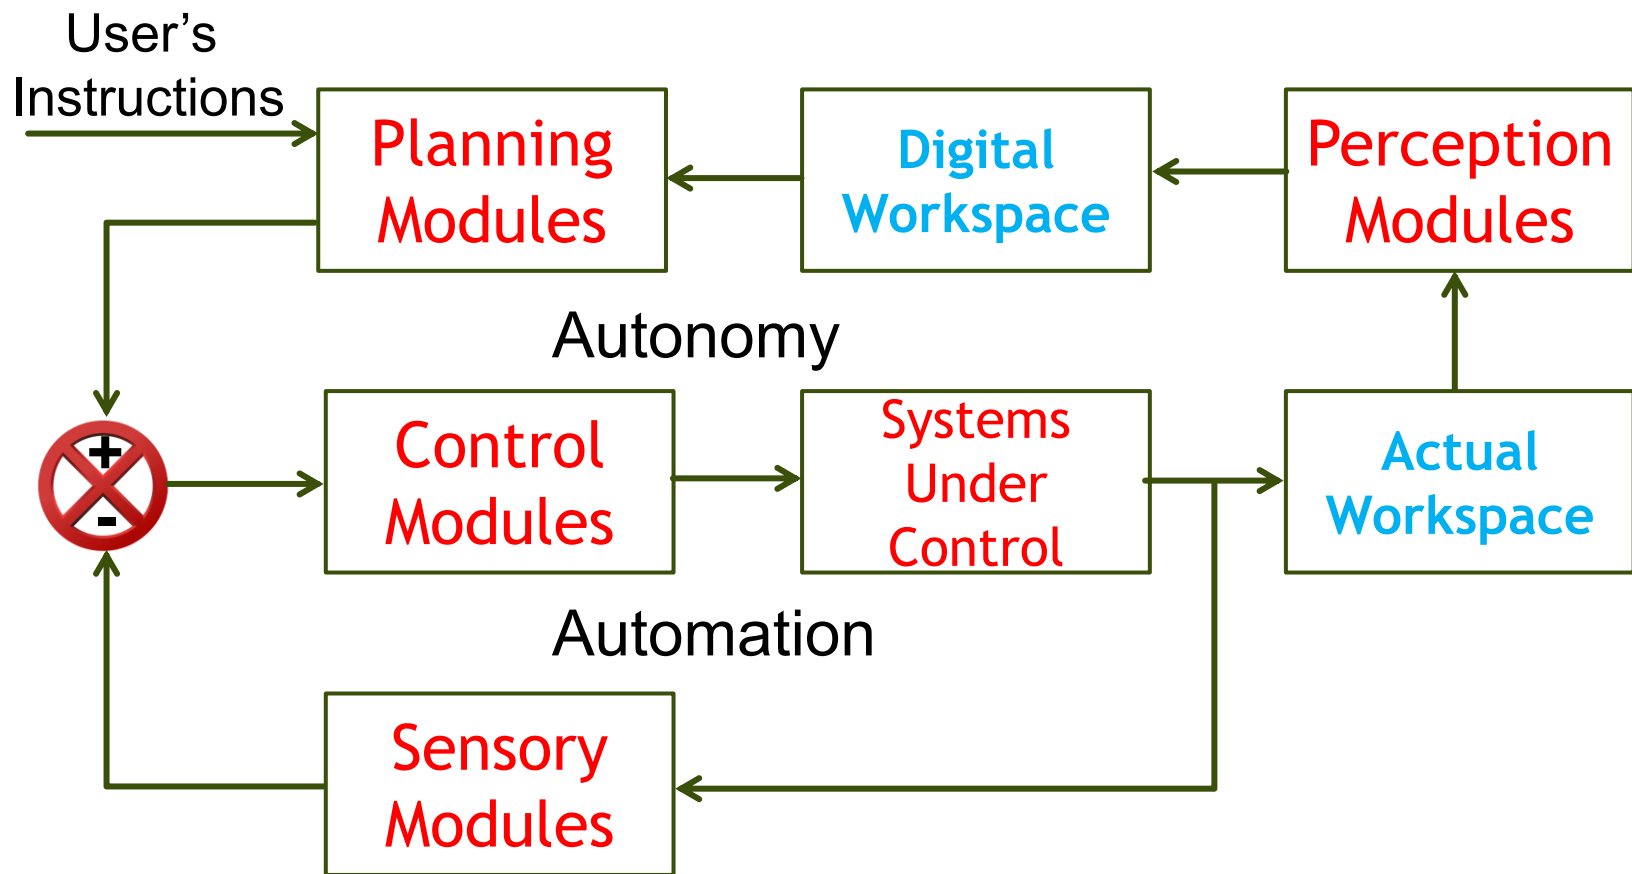 User’s
Instructions
Planning
Modules
Digital
Workspace
Perception
Modules
Autonomy
+
-
Control
Modules
Systems
Under
Control
Actual
Workspace
Automation
Sensory
Modules